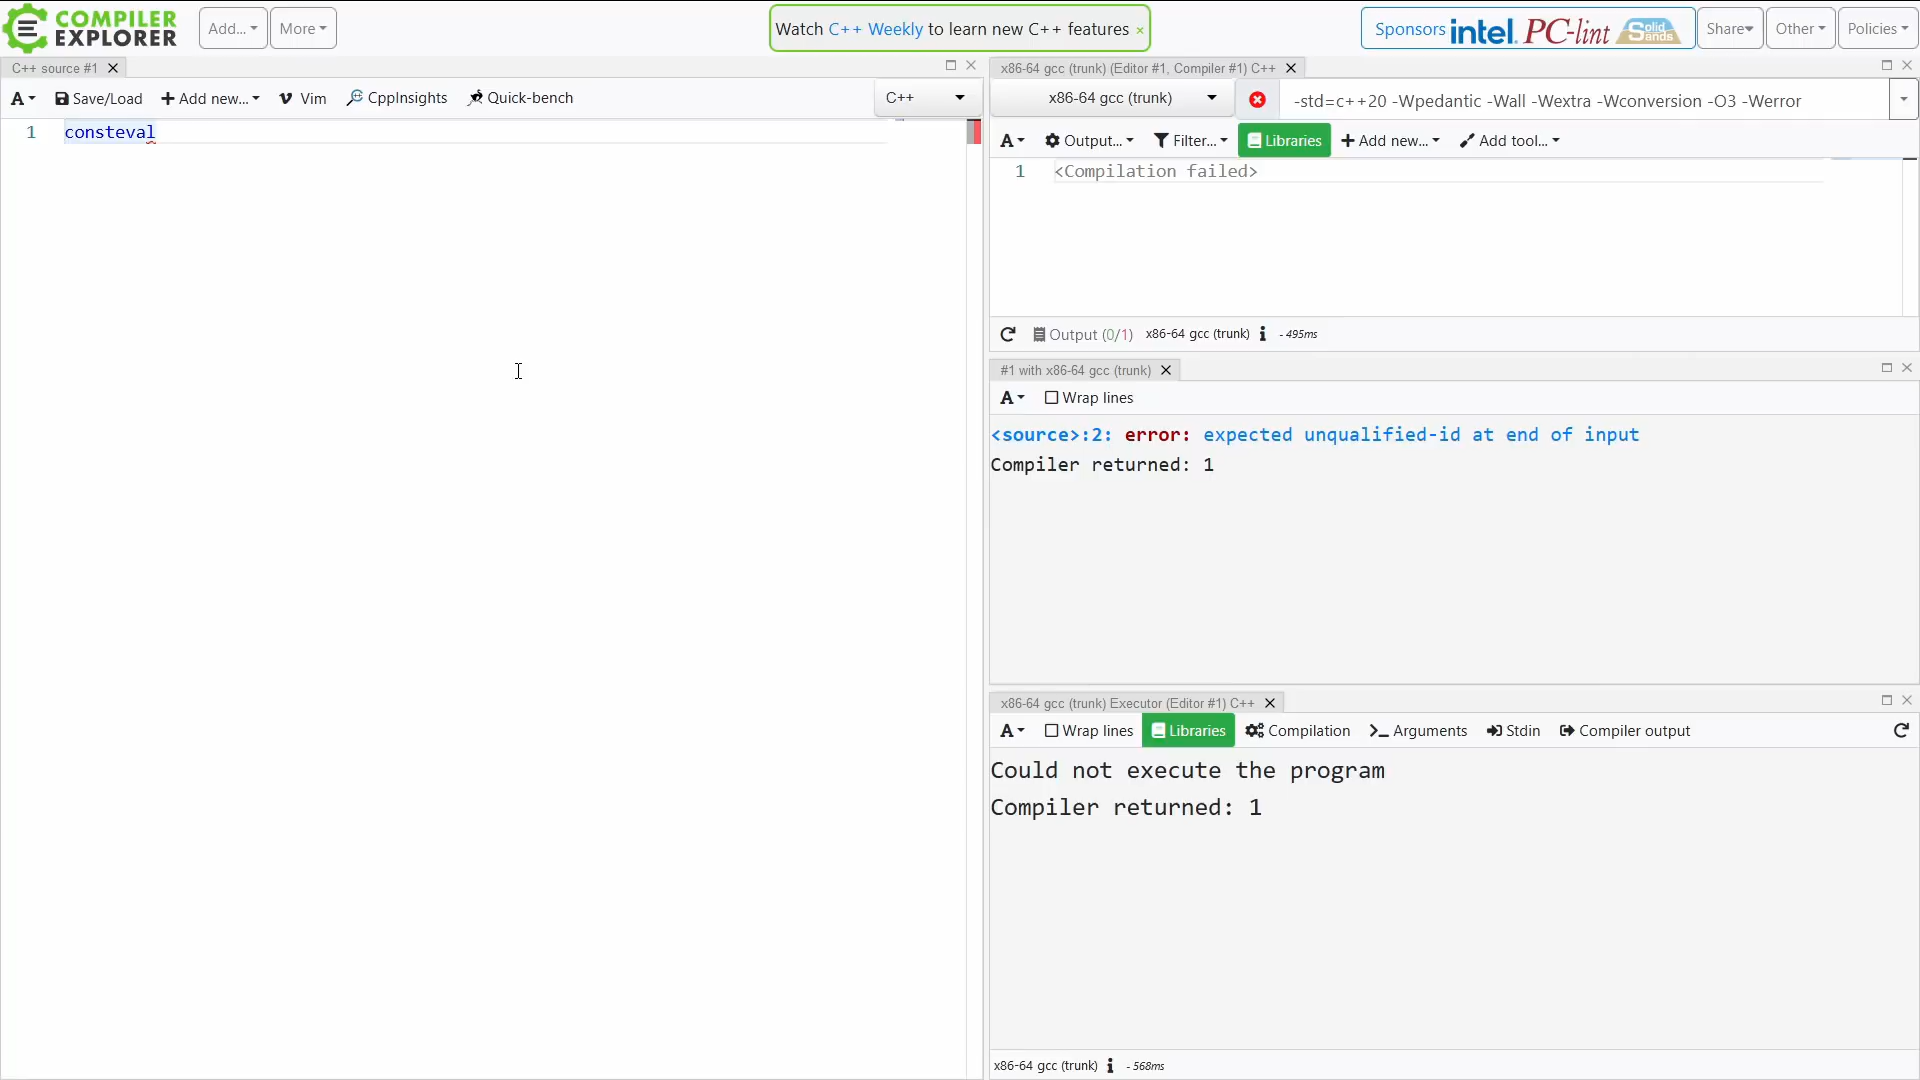 COMPILER EXPLORER
Add... More
Watch C++ Weekly to learn new C++ features ×
Sponsors intel. PC-lint Solid Sands Share Other Policies
C++ source #1
A Save/Load + Add new... Vim CppInsights Quick-bench C++
1 consteval
x86-64 gcc (trunk) (Editor #1, Compiler #1) C++
x86-64 gcc (trunk) -std=c++20 -Wpedantic -Wall -Wextra -Wconversion -O3 -Werror
A Output... Filter... Libraries + Add new... Add tool...
1 <Compilation failed>
Output (0/1) x86-64 gcc (trunk) i - 495ms
#1 with x86-64 gcc (trunk)
A Wrap lines
<source>:2: error: expected unqualified-id at end of input
Compiler returned: 1
x86-64 gcc (trunk) Executor (Editor #1) C++
A Wrap lines Libraries Compilation Arguments Stdin Compiler output
Could not execute the program
Compiler returned: 1
x86-64 gcc (trunk) i - 568ms